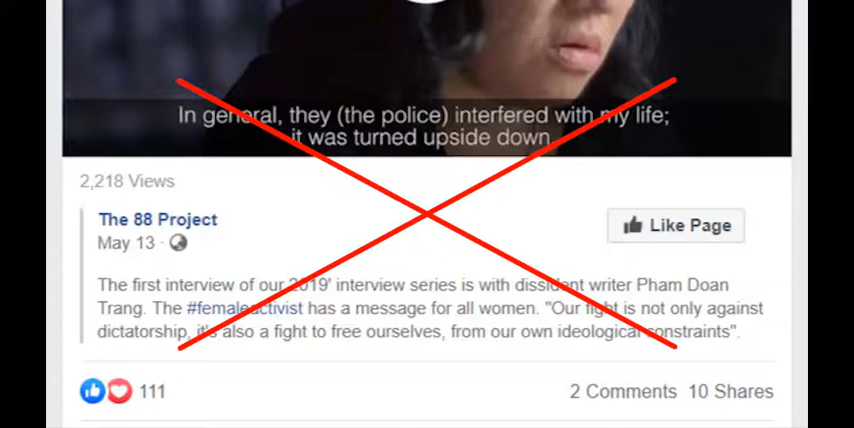 In general, they (the police) interfered with my life;
it was turned upside down
2,218 Views
The 88 Project
May 13 ·
Like Page
The first interview of our 2019' interview series is with dissident writer Pham Doan
Trang. The #femaleactivist has a message for all women. "Our fight is not only against
dictatorship, it's also a fight to free ourselves, from our own ideological constraints".
111
2 Comments 10 Shares